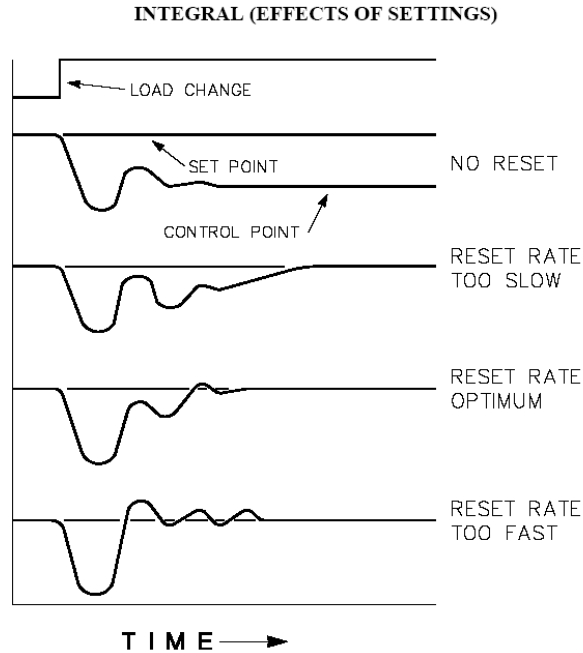 INTEGRAL (EFFECTS OF SETTINGS)
LOAD CHANGE
SET POINT
NO RESET
CONTROL POINT
RESET RATE
TOO SLOW
RESET RATE
OPTIMUM
RESET RATE
TOO FAST
TIME